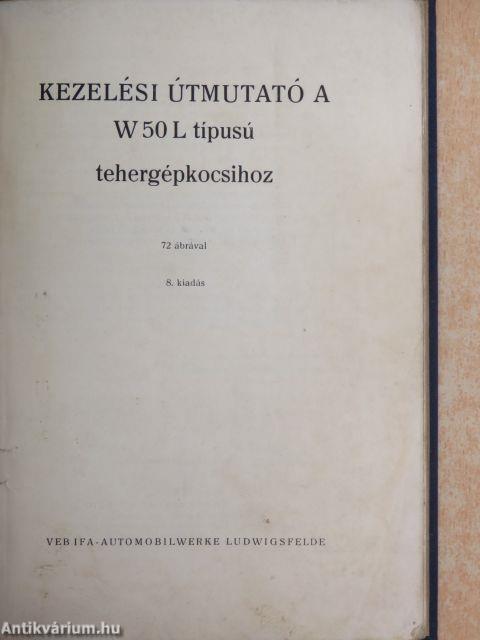 KEZELÉSI ÚTMUTATÓ A
W 50 L típusú
tehergépkocsihoz
72 ábrával
8. kiadás
VEB IFA-AUTOMOBILWERKE LUDWIGSFELDE
Antikvárium.hu